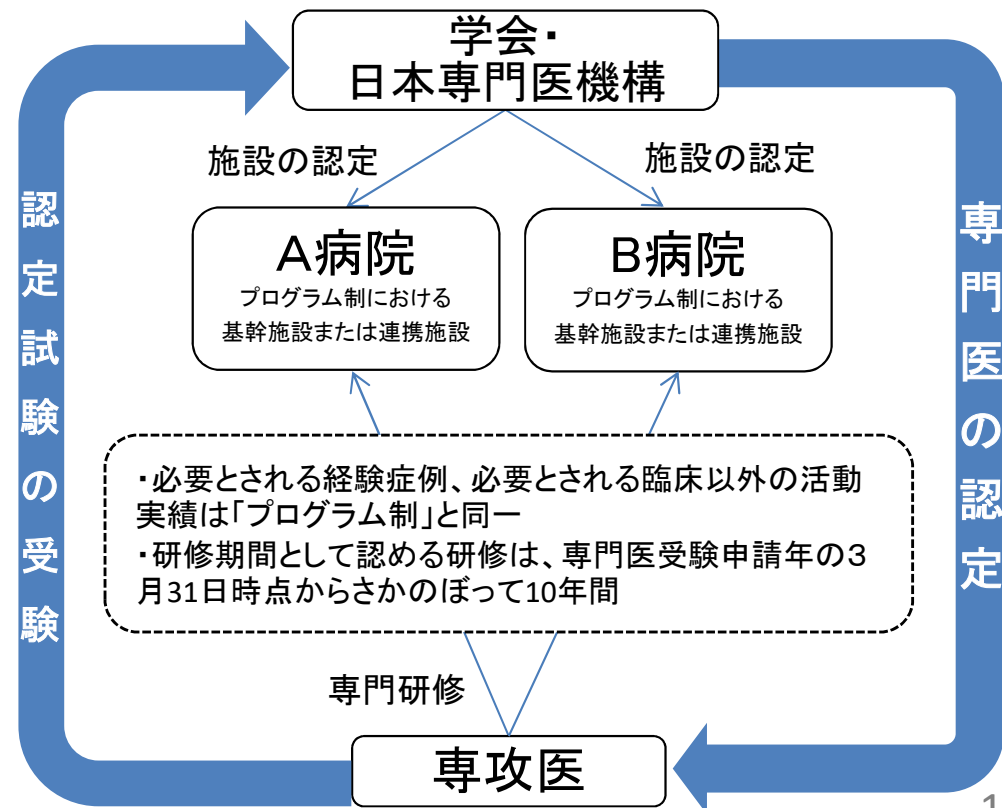 学会・
日本専門医機構
施設の認定
施設の認定
認定試験の受験
専門医の認定
A病院
プログラム制における
基幹施設または連携施設
B病院
プログラム制における
基幹施設または連携施設
・必要とされる経験症例、必要とされる臨床以外の活動
実績は「プログラム制」と同一
・研修期間として認める研修は、専門医受験申請年の３
月31日時点からさかのぼって10年間
専門研修
専攻医
1